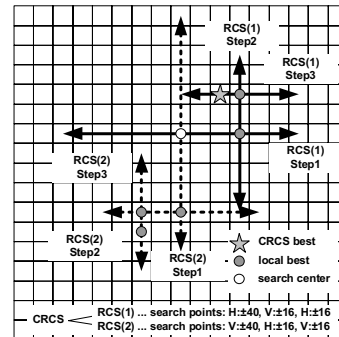 RCS(1)
Step2
RCS(1)
Step3
RCS(2)
Step3
RCS(1)
Step1
RCS(2)
Step2
RCS(2)
Step1
CRCS best
local best
search center
CRCS
RCS(1) ... search points: H:±40, V:±16, H:±16
RCS(2) ... search points: V:±40, H:±16, V:±16